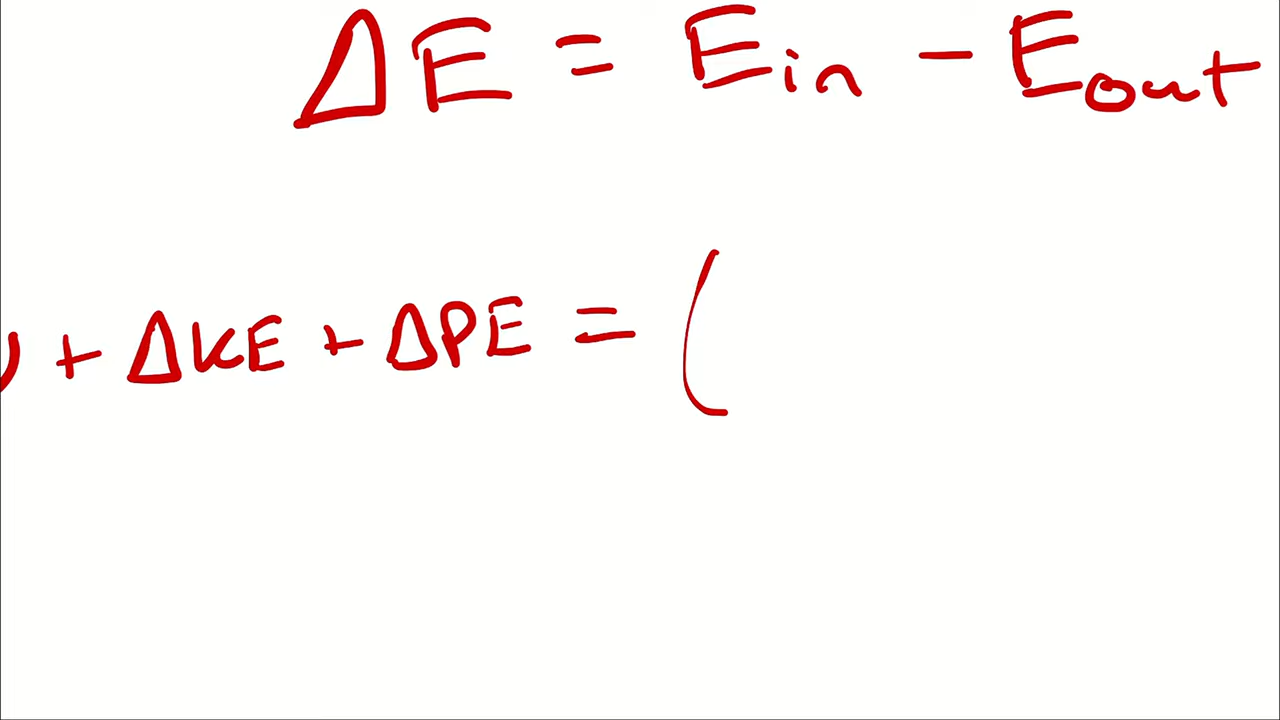 ΔE = Ein - Eout
+ ΔKE + ΔPE = (